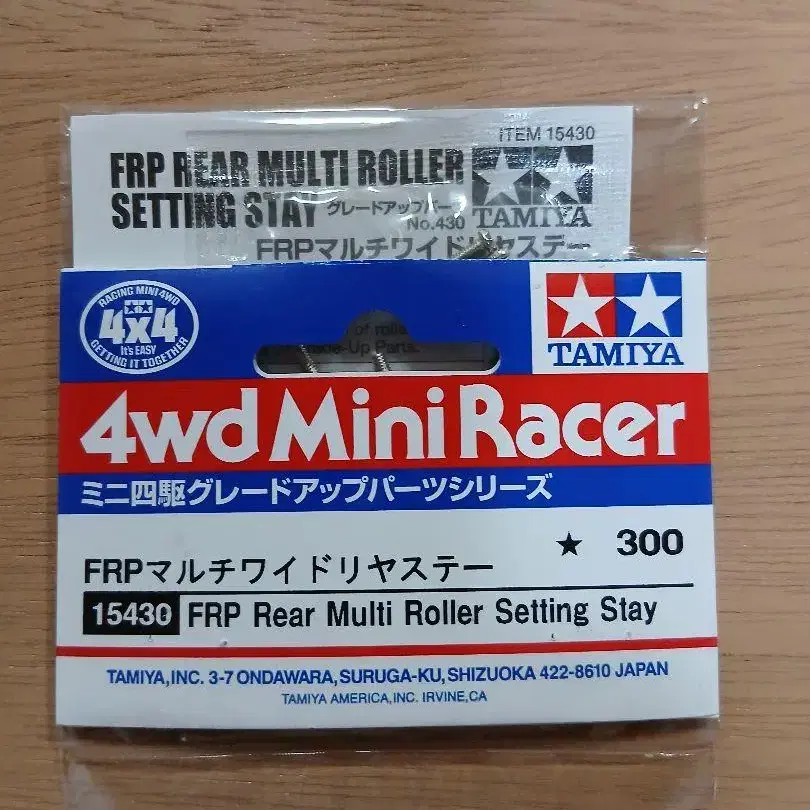 ITEM 15430
FRP REAR MULTI ROLLER
SETTING STAY
グレードアップパー
No.430
TAMIYA
FRPマルチワイドリヤステー
RACING MINI 4WD
4x4
It's EASY
GETTING IT TOGETHER
of rolle
e-Up Parts.
TAMIYA
4wd Mini Racer
ミニ四駆グレードアップパーツシリーズ
FRPマルチワイドリヤステー
★ 300
15430 FRP Rear Multi Roller Setting Stay
TAMIYA,INC. 3-7 ONDAWARA, SURUGA-KU, SHIZUOKA 422-8610 JAPAN
TAMIYA AMERICA,INC. IRVINE,CA